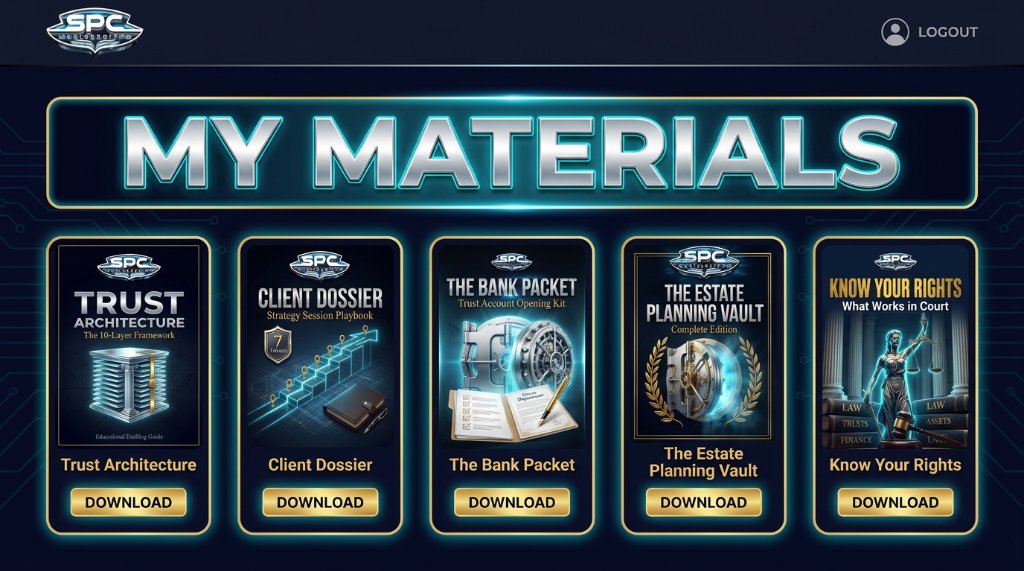 SPC
LOGOUT
MY MATERIALS
SPC
TRUST
ARCHITECTURE
The 10-Layer Framework
Educational Drafting Guide
Trust Architecture
DOWNLOAD
SPC
CLIENT DOSSIER
Strategy Session Playbook
7
Client Dossier
DOWNLOAD
SPC
THE BANK PACKET
Trust Account Opening Kit
The Bank Packet
DOWNLOAD
SPC
THE ESTATE
PLANNING VAULT
Complete Edition
The Estate
Planning Vault
DOWNLOAD
SPC
KNOW YOUR RIGHTS
What Works in Court
LAW
LAW
TRUSTS
ASSETS
FINANCE
Know Your Rights
DOWNLOAD